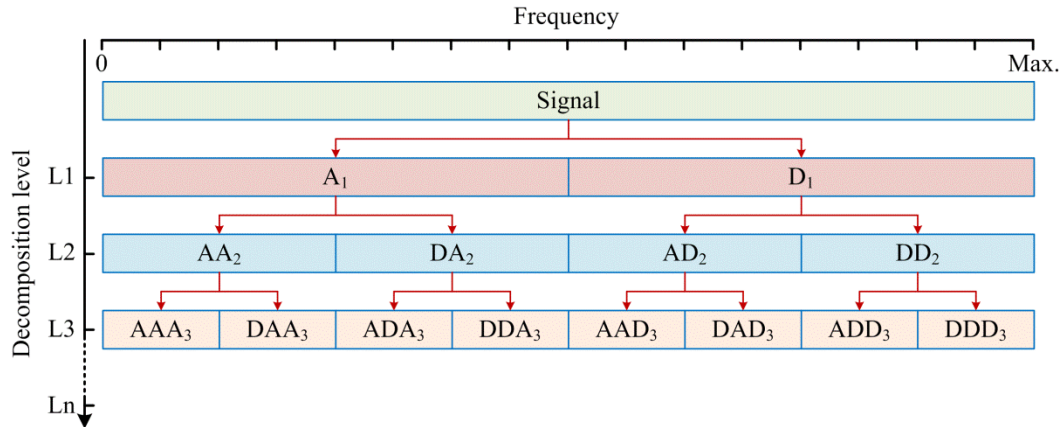 Frequency
0 Max.
Signal
L1 A₁ D₁
L2 AA₂ DA₂ AD₂ DD₂
L3 AAA₃ DAA₃ ADA₃ DDA₃ AAD₃ DAD₃ ADD₃ DDD₃
Ln
Decomposition level